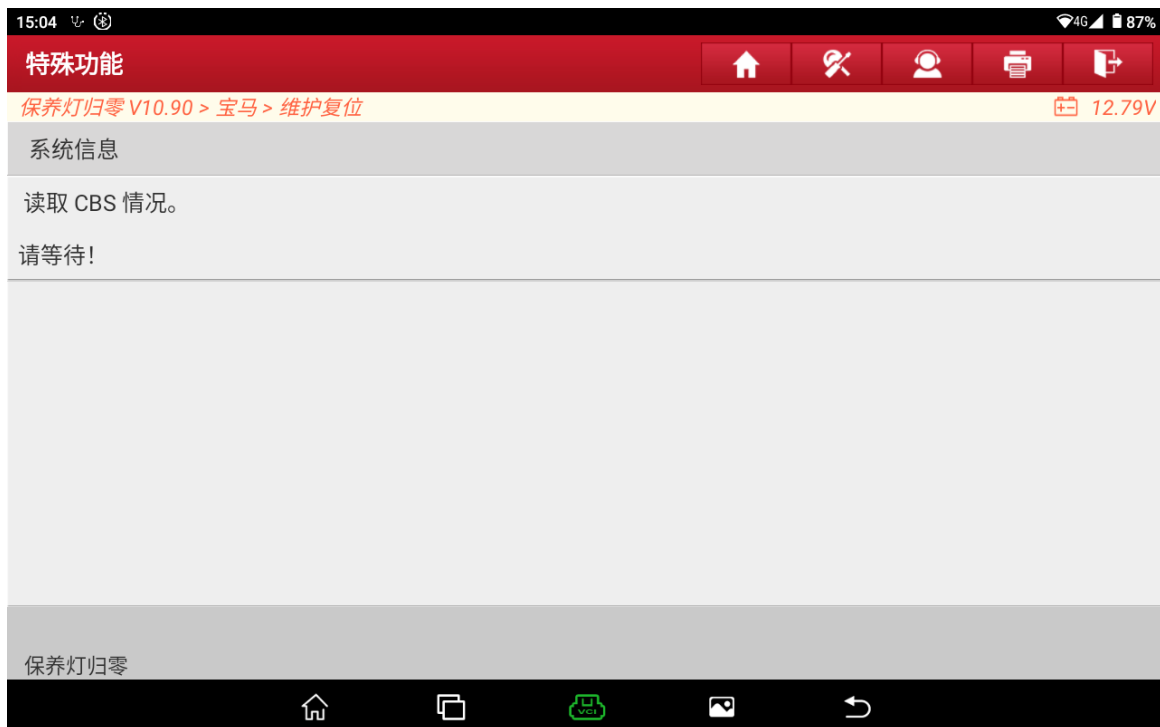 15:04
4G 87%
特殊功能
保养灯归零 V10.90 > 宝马 > 维护复位
12.79V
系统信息
读取 CBS 情况。
请等待!
保养灯归零
VCI